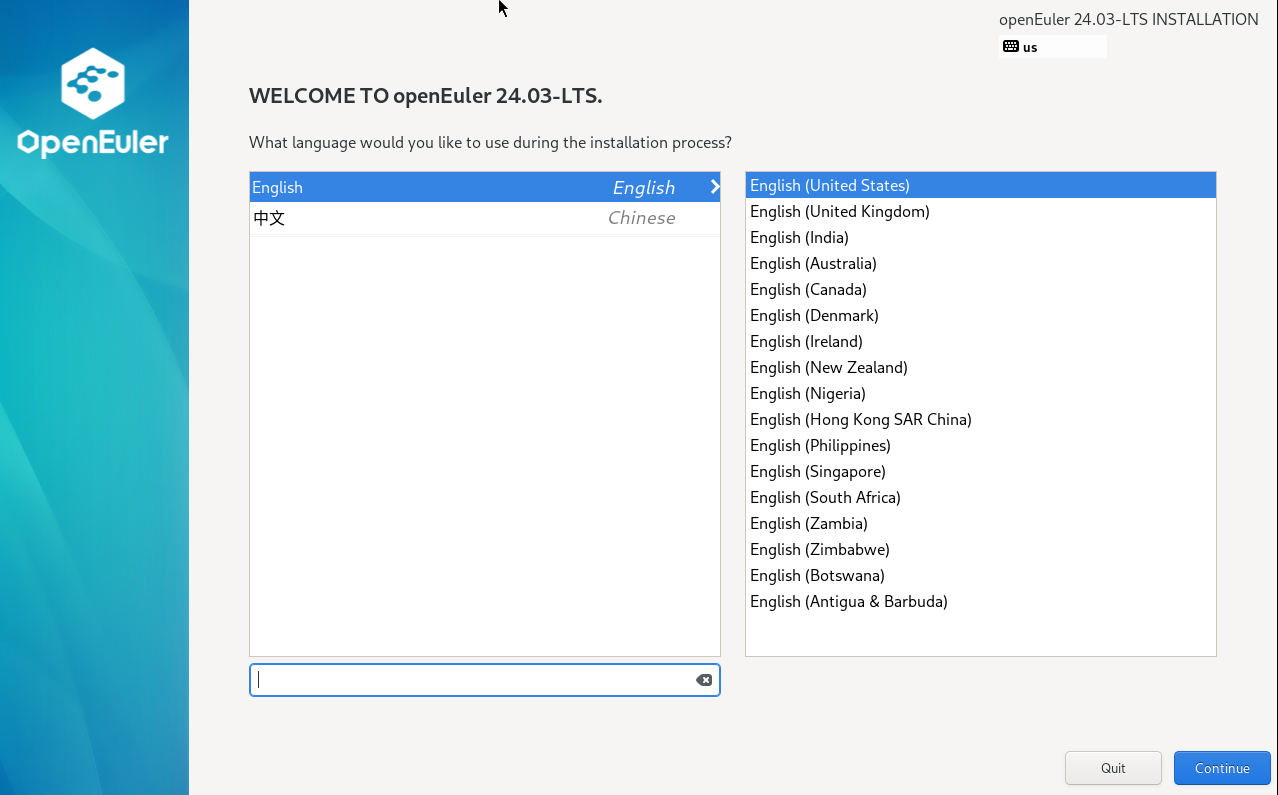 openEuler 24.03-LTS INSTALLATION
us
OpenEuler
WELCOME TO openEuler 24.03-LTS.
What language would you like to use during the installation process?
English English
中文 Chinese
English (United States)
English (United Kingdom)
English (India)
English (Australia)
English (Canada)
English (Denmark)
English (Ireland)
English (New Zealand)
English (Nigeria)
English (Hong Kong SAR China)
English (Philippines)
English (Singapore)
English (South Africa)
English (Zambia)
English (Zimbabwe)
English (Botswana)
English (Antigua & Barbuda)
Quit
Continue